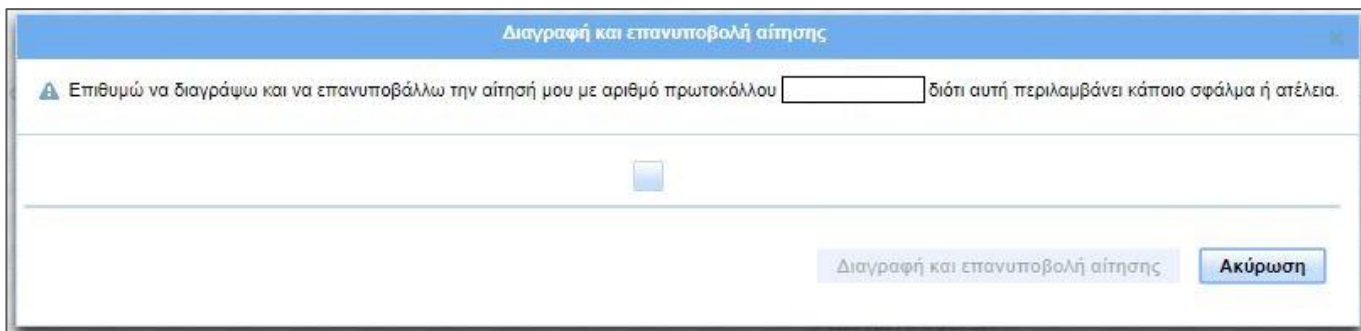 Διαγραφή και επανυποβολή αίτησης
Επιθυμώ να διαγράψω και να επανυποβάλλω την αίτησή μου με αριθμό πρωτοκόλλου διότι αυτή περιλαμβάνει κάποιο σφάλμα ή ατέλεια.
Διαγραφή και επανυποβολή αίτησης Ακύρωση